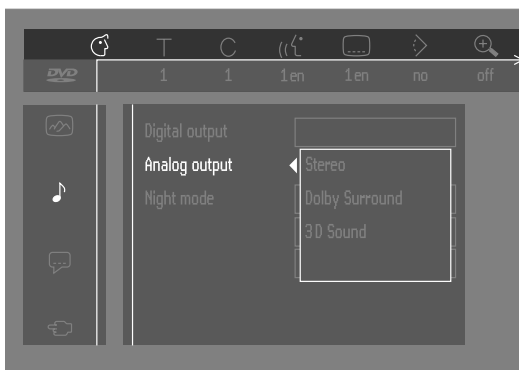 T C
DVD 1 1 1 en 1 en no off
Digital output
Analog output
Stereo
Night mode
Dolby Surround
3D Sound